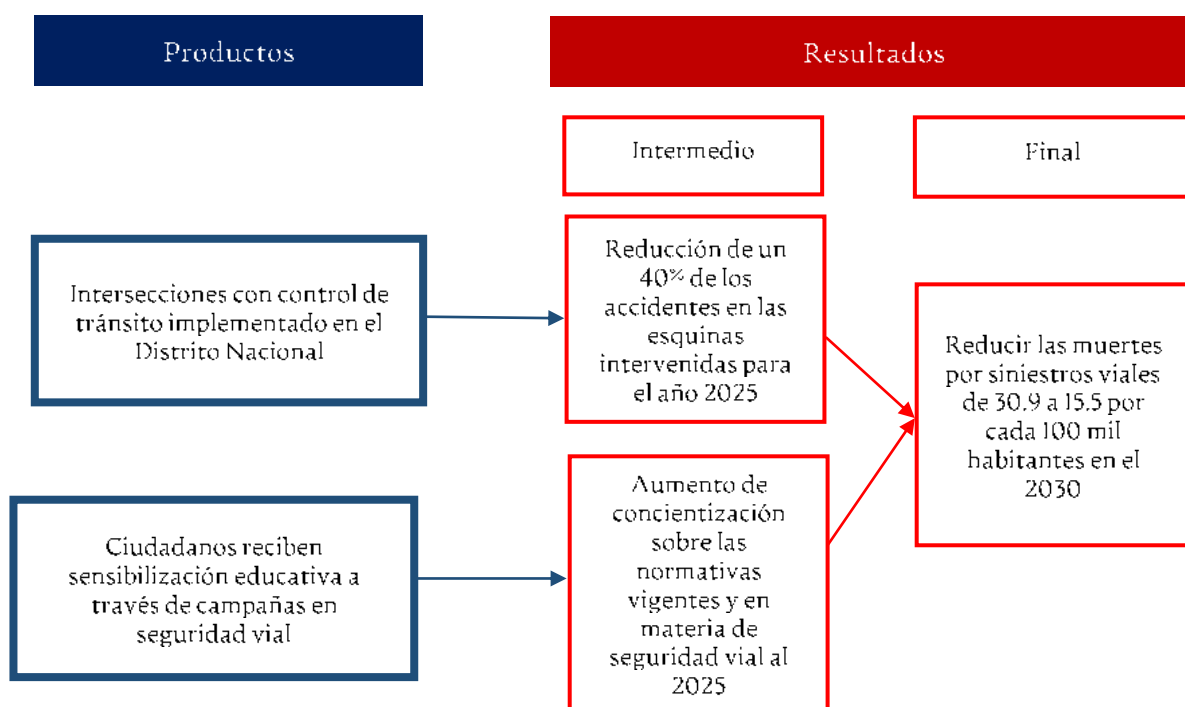 Productos
Resultados
Intermedio
Final
Intersecciones con control de
tránsito implementado en el
Distrito Nacional
Reducción de un
40% de los
accidentes en las
esquinas
intervenidas para
el año 2025
Reducir las muertes
por siniestros viales
de 30.9 a 15.5 por
cada 100 mil
habitantes en el
2030
Ciudadanos reciben
sensibilización educativa a
través de campañas en
seguridad vial
Aumento de
concientización
sobre las
normativas
vigentes y en
materia de
seguridad vial al
2025